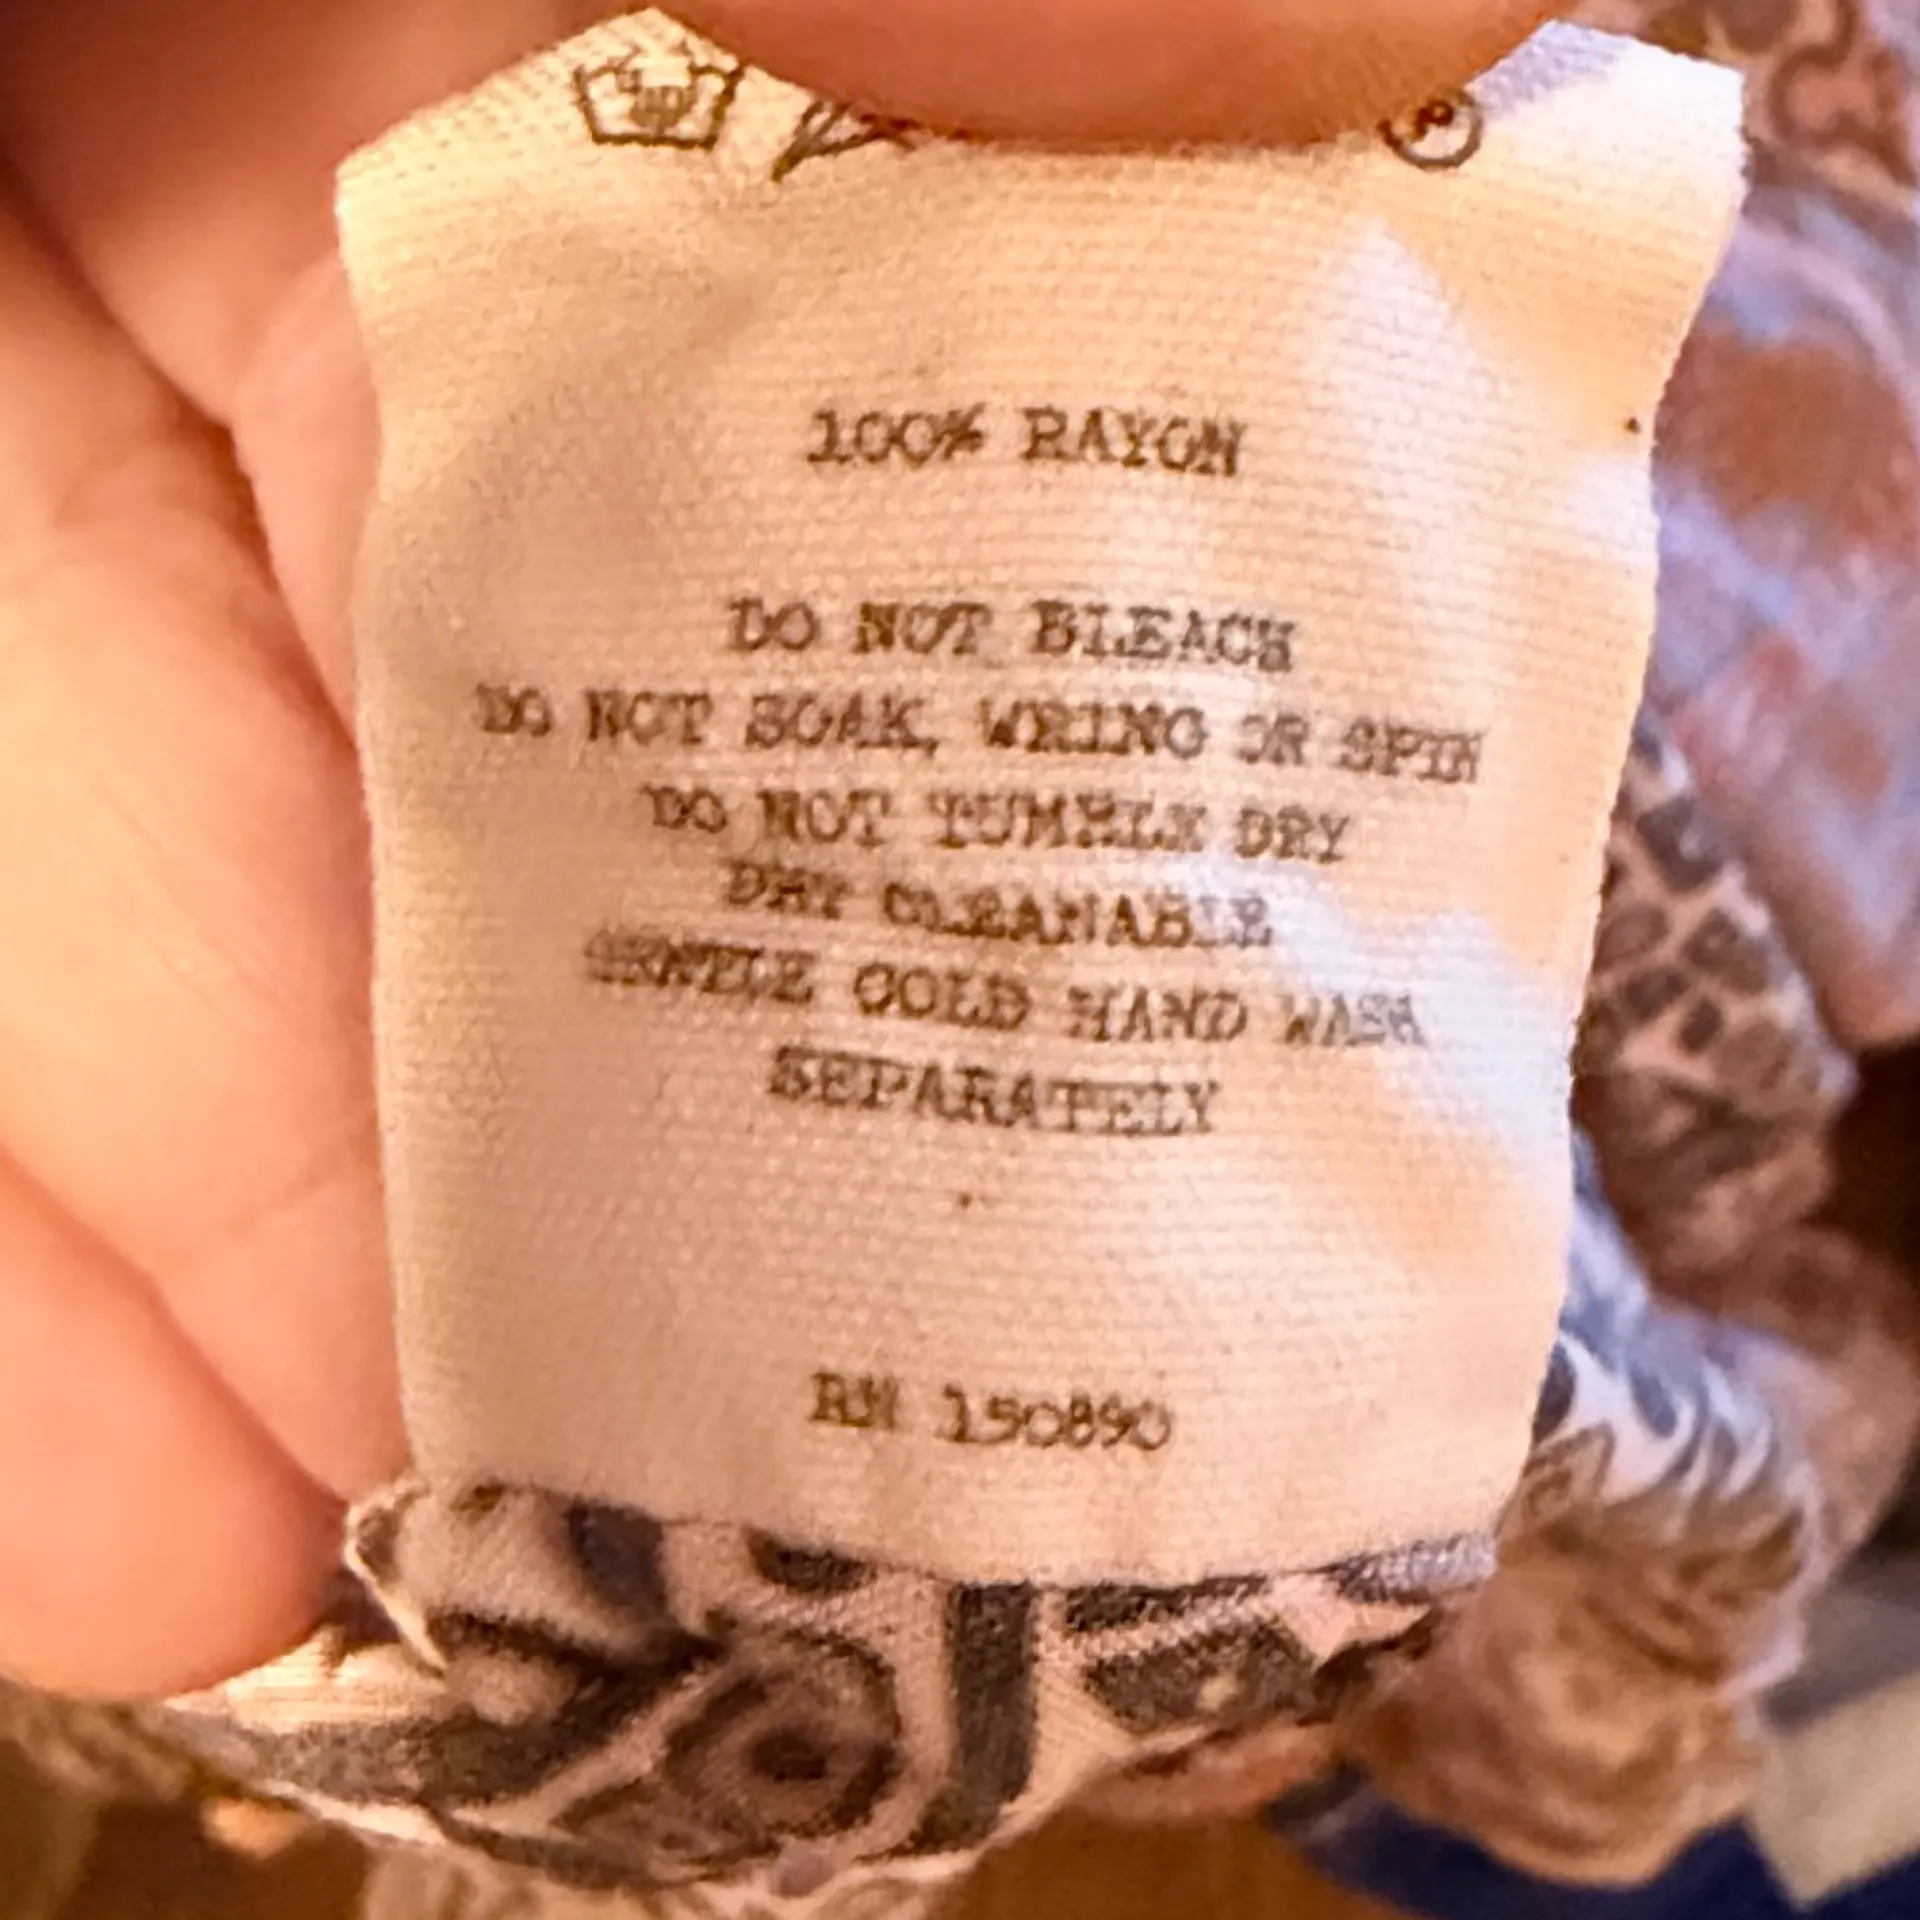 100% RAYON
DO NOT BLEACH
DO NOT SOAK, WRING OR SPIN
DO NOT TUMBLE DRY
DRY CLEANABLE
GENTLE COLD HAND WASH
SEPARATELY
RN 150890